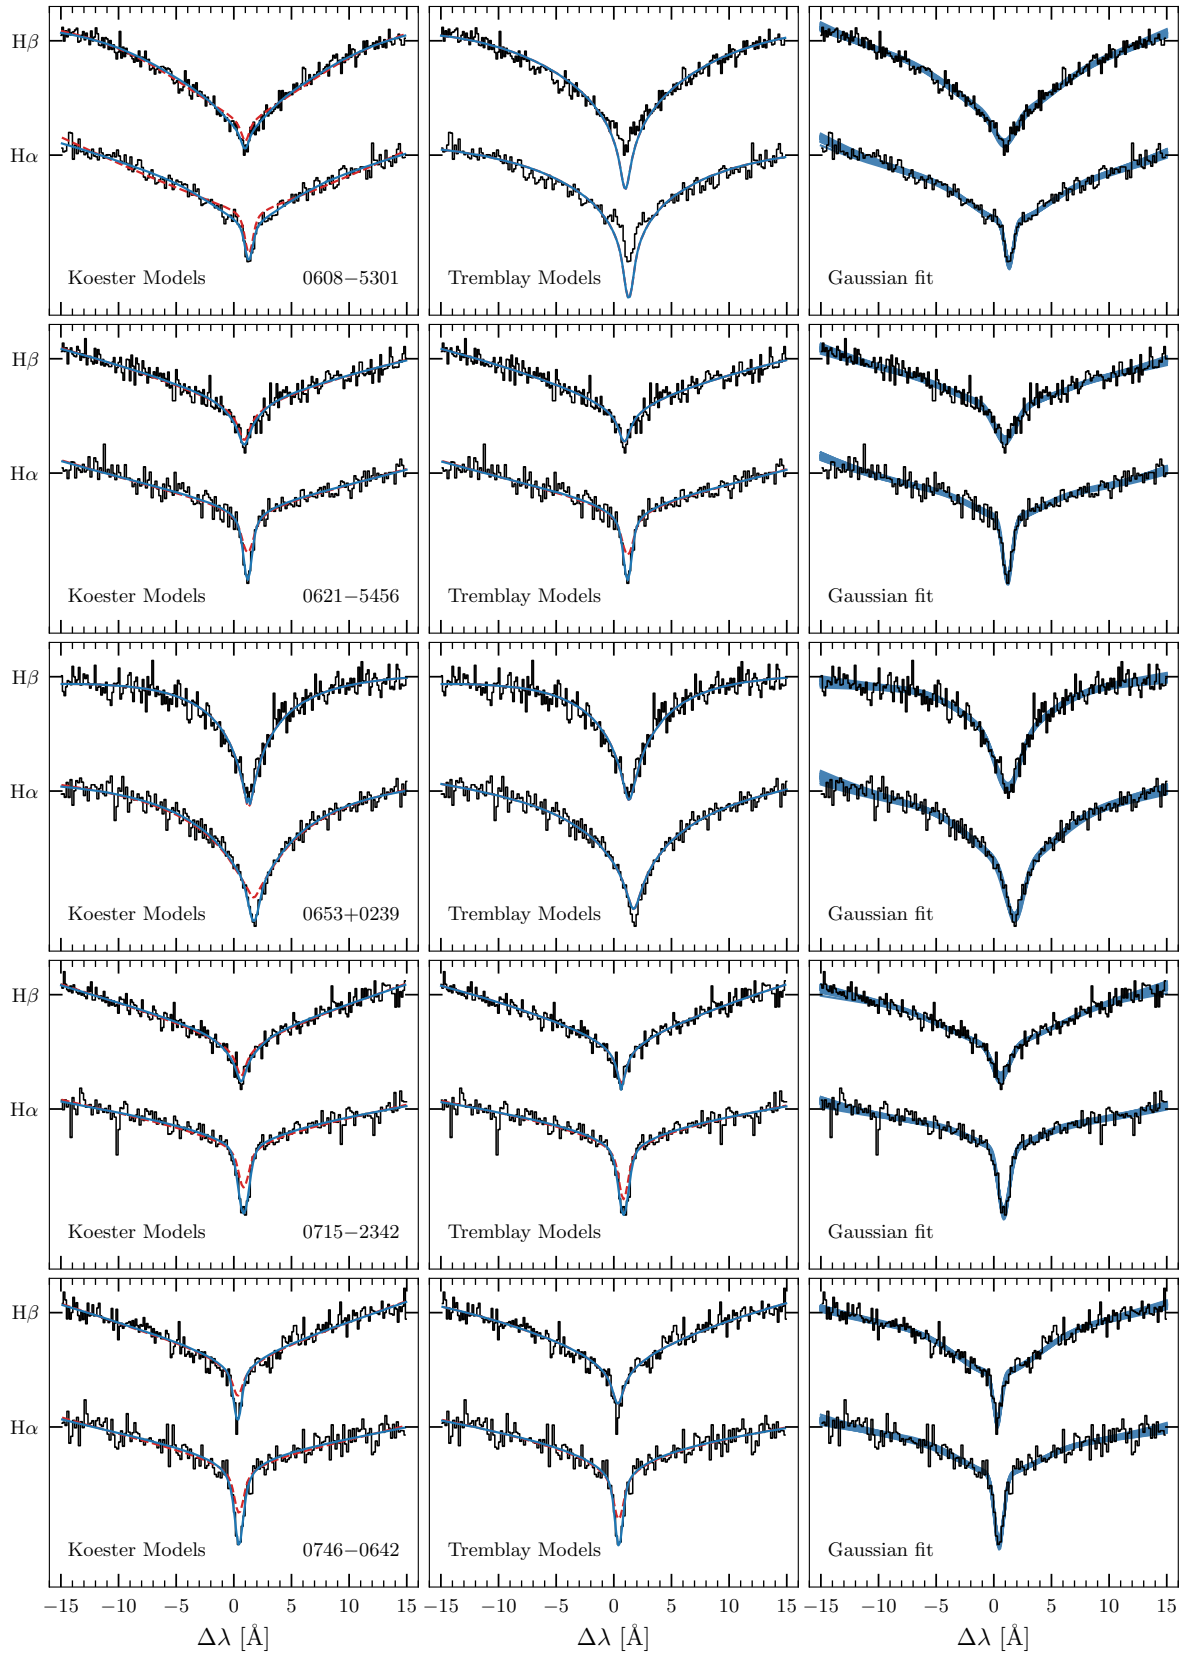 Hβ
Hα
Koester Models 0608−5301 Tremblay Models Gaussian fit
Hβ
Hα
Koester Models 0621−5456 Tremblay Models Gaussian fit
Hβ
Hα
Koester Models 0653+0239 Tremblay Models Gaussian fit
Hβ
Hα
Koester Models 0715−2342 Tremblay Models Gaussian fit
Hβ
Hα
Koester Models 0746−0642 Tremblay Models Gaussian fit
−15 −10 −5 0 5 10 15 −15 −10 −5 0 5 10 15 −15 −10 −5 0 5 10 15
Δλ [Å] Δλ [Å] Δλ [Å]